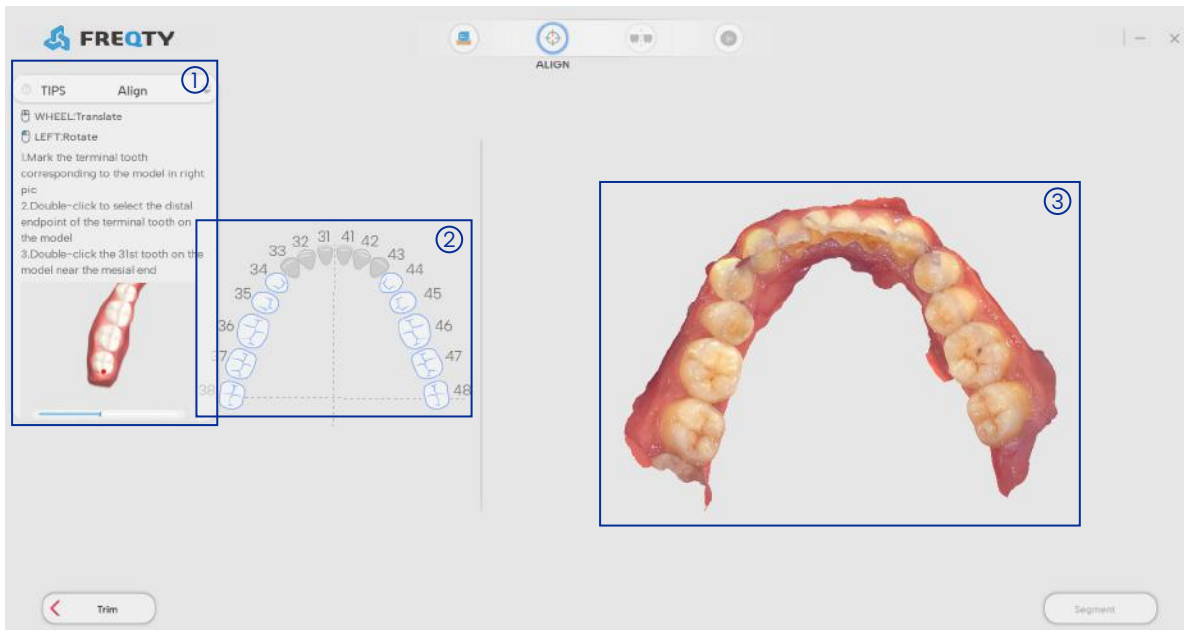 FREQTY
ALIGN
①
TIPS Align
WHEEL:Translate
LEFT:Rotate
1.Mark the terminal tooth
corresponding to the model in right
pic
2.Double-click to select the distal
endpoint of the terminal tooth on
the model
3.Double-click the 31st tooth on the
model near the mesial end
②
31 41
32 42
33 43
34 44
35 45
36 46
37 47
38 48
③
Trim
Segment